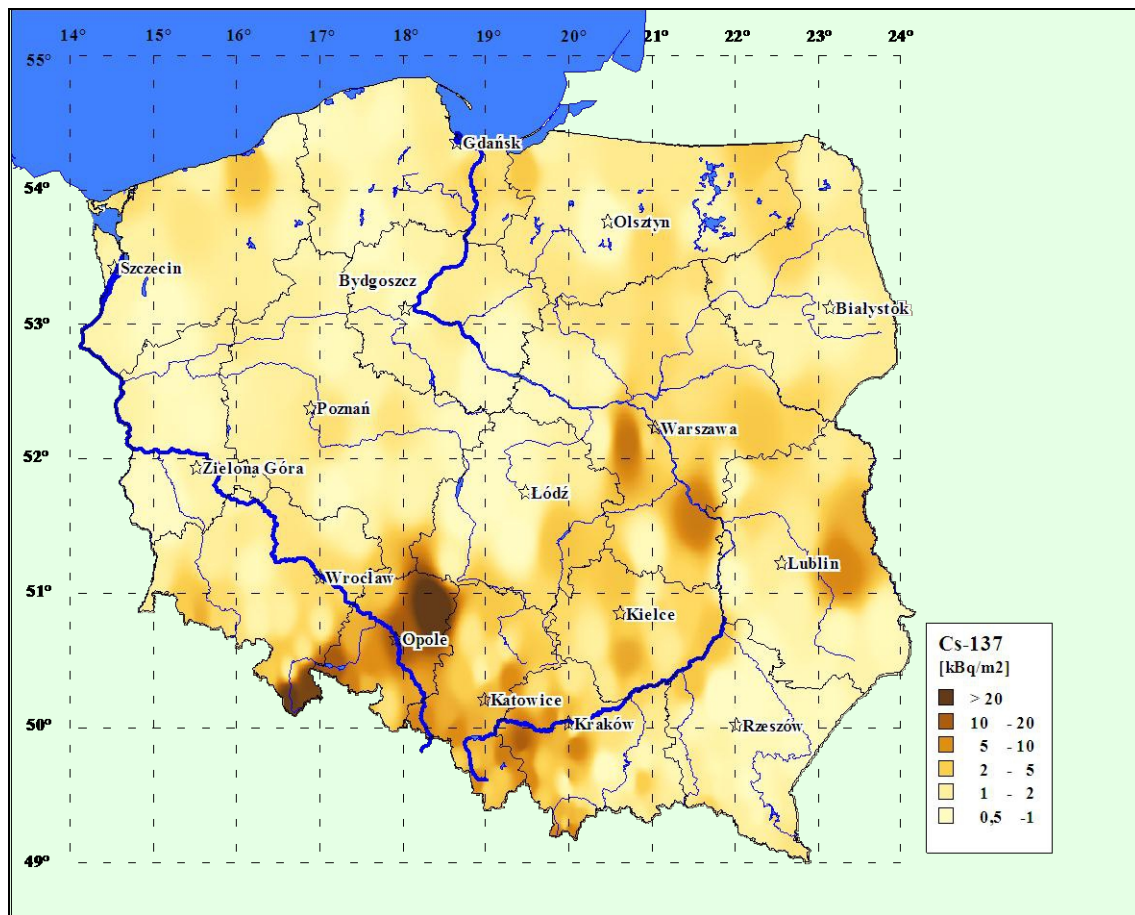 14° 15° 16° 17° 18° 19° 20° 21° 22° 23° 24°
55°
Gdańsk
54°
Olsztyn
Szczecin
Bydgoszcz
Białystok
53°
Poznań
Warszawa
52°
Zielona Góra
Łódź
Lublin
Wrocław
51°
Kielce
Opole
Katowice
Kraków
Rzeszów
50°
49°
Cs-137
[kBq/m2]
> 20
10 - 20
5 - 10
2 - 5
1 - 2
0,5 -1